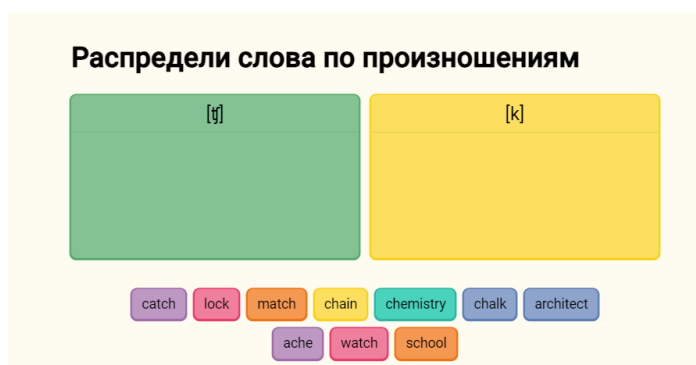 Распредели слова по произношениям
[ʧ] [k]
catch lock match chain chemistry chalk architect
ache watch school